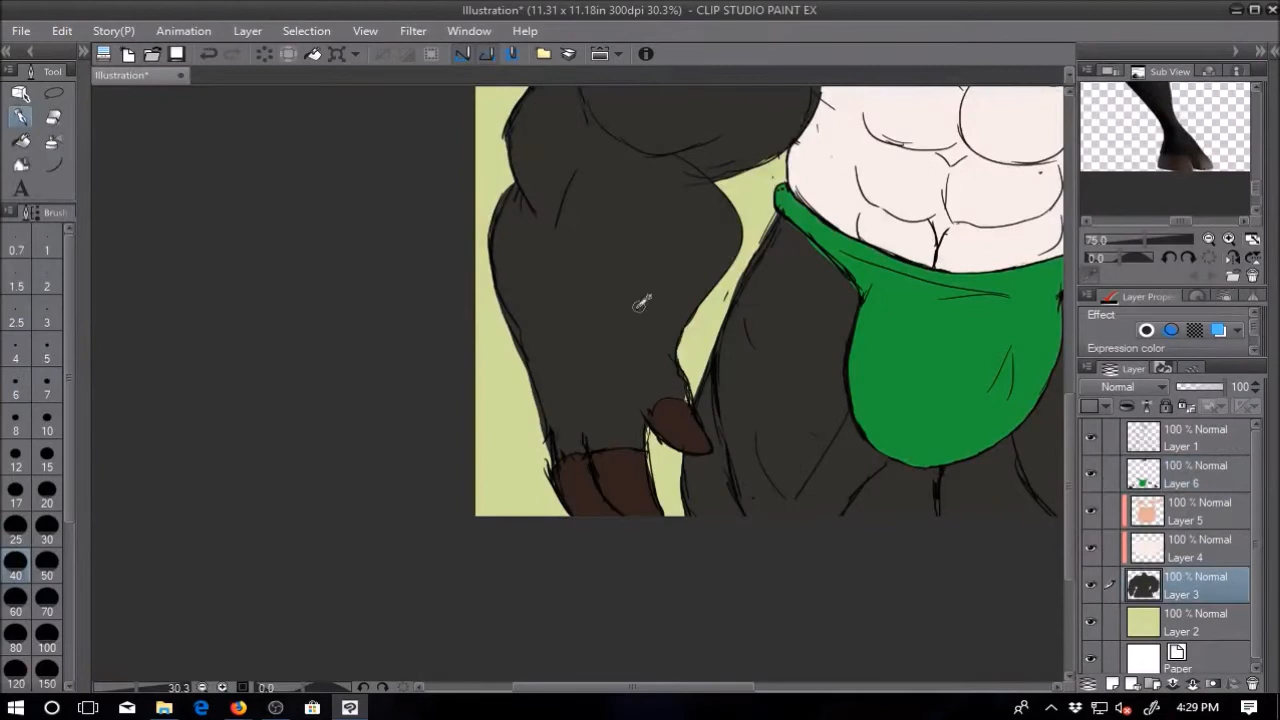 Illustration* (11.31 x 11.18in 300dpi 30.3%) - CLIP STUDIO PAINT EX
File Edit Story(P) Animation Layer Selection Filter View Window Help
Illustration*
Tool
Sub View
Brush
0.7 1
1.5 2
2.5 3
4 5
6 7
8 10
12 15
17 20
25 30
40 50
60 70
80 100
120 150
75.0
0.0
Layer Prope
Effect
Expression color
Layer
Normal 100
100 % Normal
Layer 1
100 % Normal
Layer 6
100 % Normal
Layer 5
100 % Normal
Layer 4
100 % Normal
Layer 3
100 % Normal
Layer 2
Paper
30.3 0.0
4:29 PM